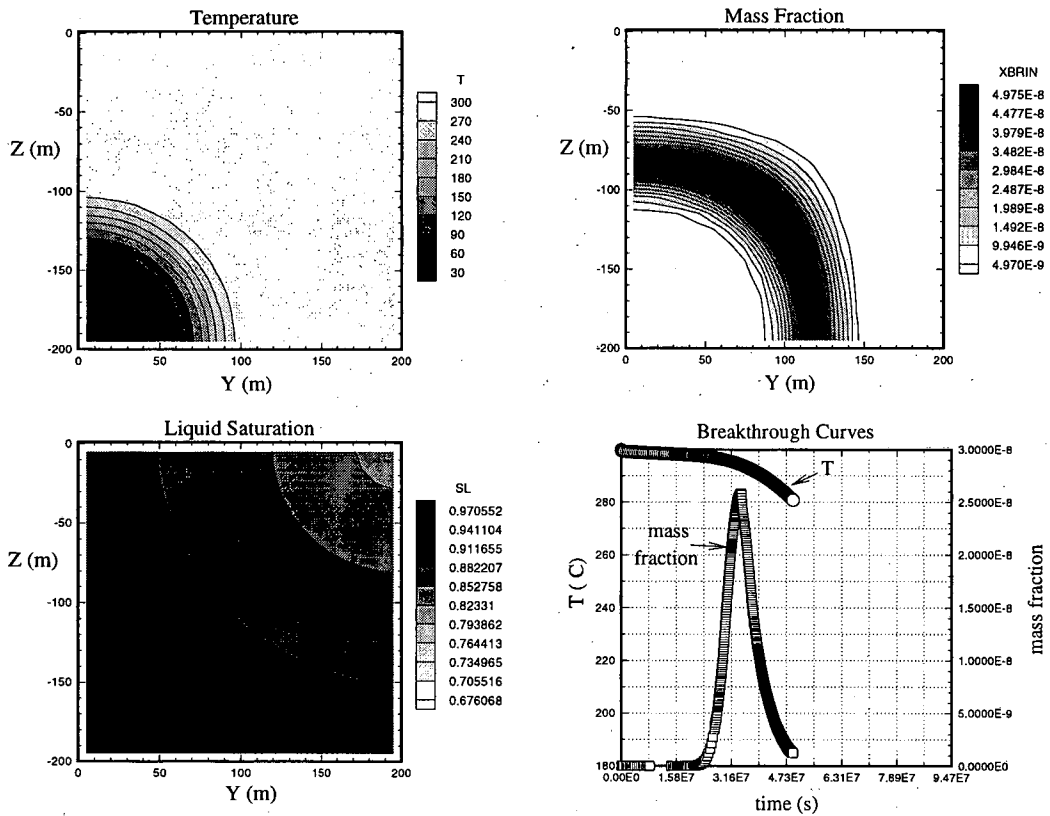 Temperature
0
-50
-100
-150
-200
Z (m)
0
50
100
150
200
Y (m)
T
300
270
240
210
180
150
120
90
60
30
Mass Fraction
0
-50
-100
-150
-200
Z (m)
0
50
100
150
200
Y (m)
XBRIN
4.975E-8
4.477E-8
3.979E-8
3.482E-8
2.984E-8
2.487E-8
1.989E-8
1.492E-8
9.946E-9
4.970E-9
Liquid Saturation
0
-50
-100
-150
-200
Z (m)
0
50
100
150
200
Y (m)
SL
0.970552
0.941104
0.911655
0.882207
0.852758
0.82331
0.793862
0.764413
0.734965
0.705516
0.676068
Breakthrough Curves
280
260
240
220
200
190
180
T ( C)
T
mass
fraction
3.0000E-8
2.5000E-8
2.0000E-8
1.5000E-8
1.0000E-8
5.0000E-9
0.0000E0
mass fraction
0.00E0
1.58E7
3.16E7
4.73E7
6.31E7
7.89E7
9.47E7
time (s)